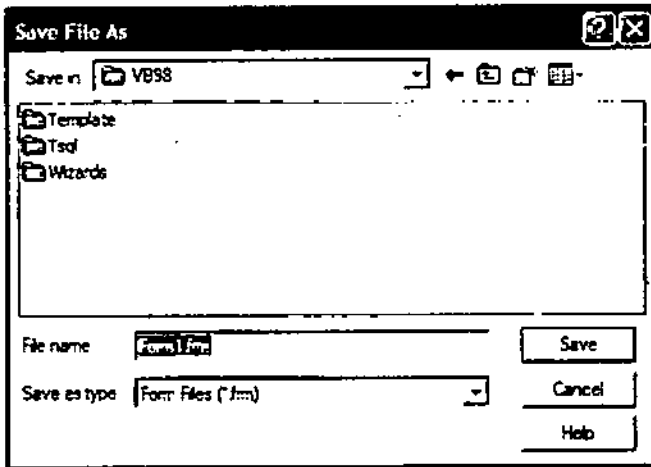 Save File As
Save in VB98
Template
Tsql
Wizards
File name Form1.frm Save
Save as type Form Files (*.frm) Cancel
Help